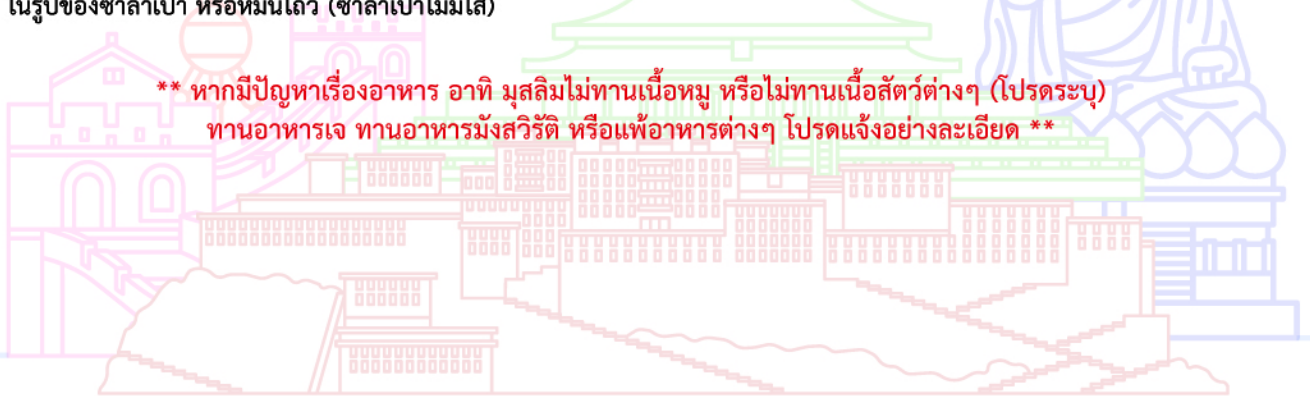 ในรูปของซาลาเปา หรือหมั่นโถว (ซาลาเปาไม่มีไส้)
** หากมีปัญหาเรื่องอาหาร อาทิ มุสลิมไม่ทานเนื้อหมู หรือไม่ทานเนื้อสัตว์ต่างๆ (โปรดระบุ)
ทานอาหารเจ ทานอาหารมังสวิรัติ หรือแพ้อาหารต่างๆ โปรดแจ้งอย่างละเอียด **